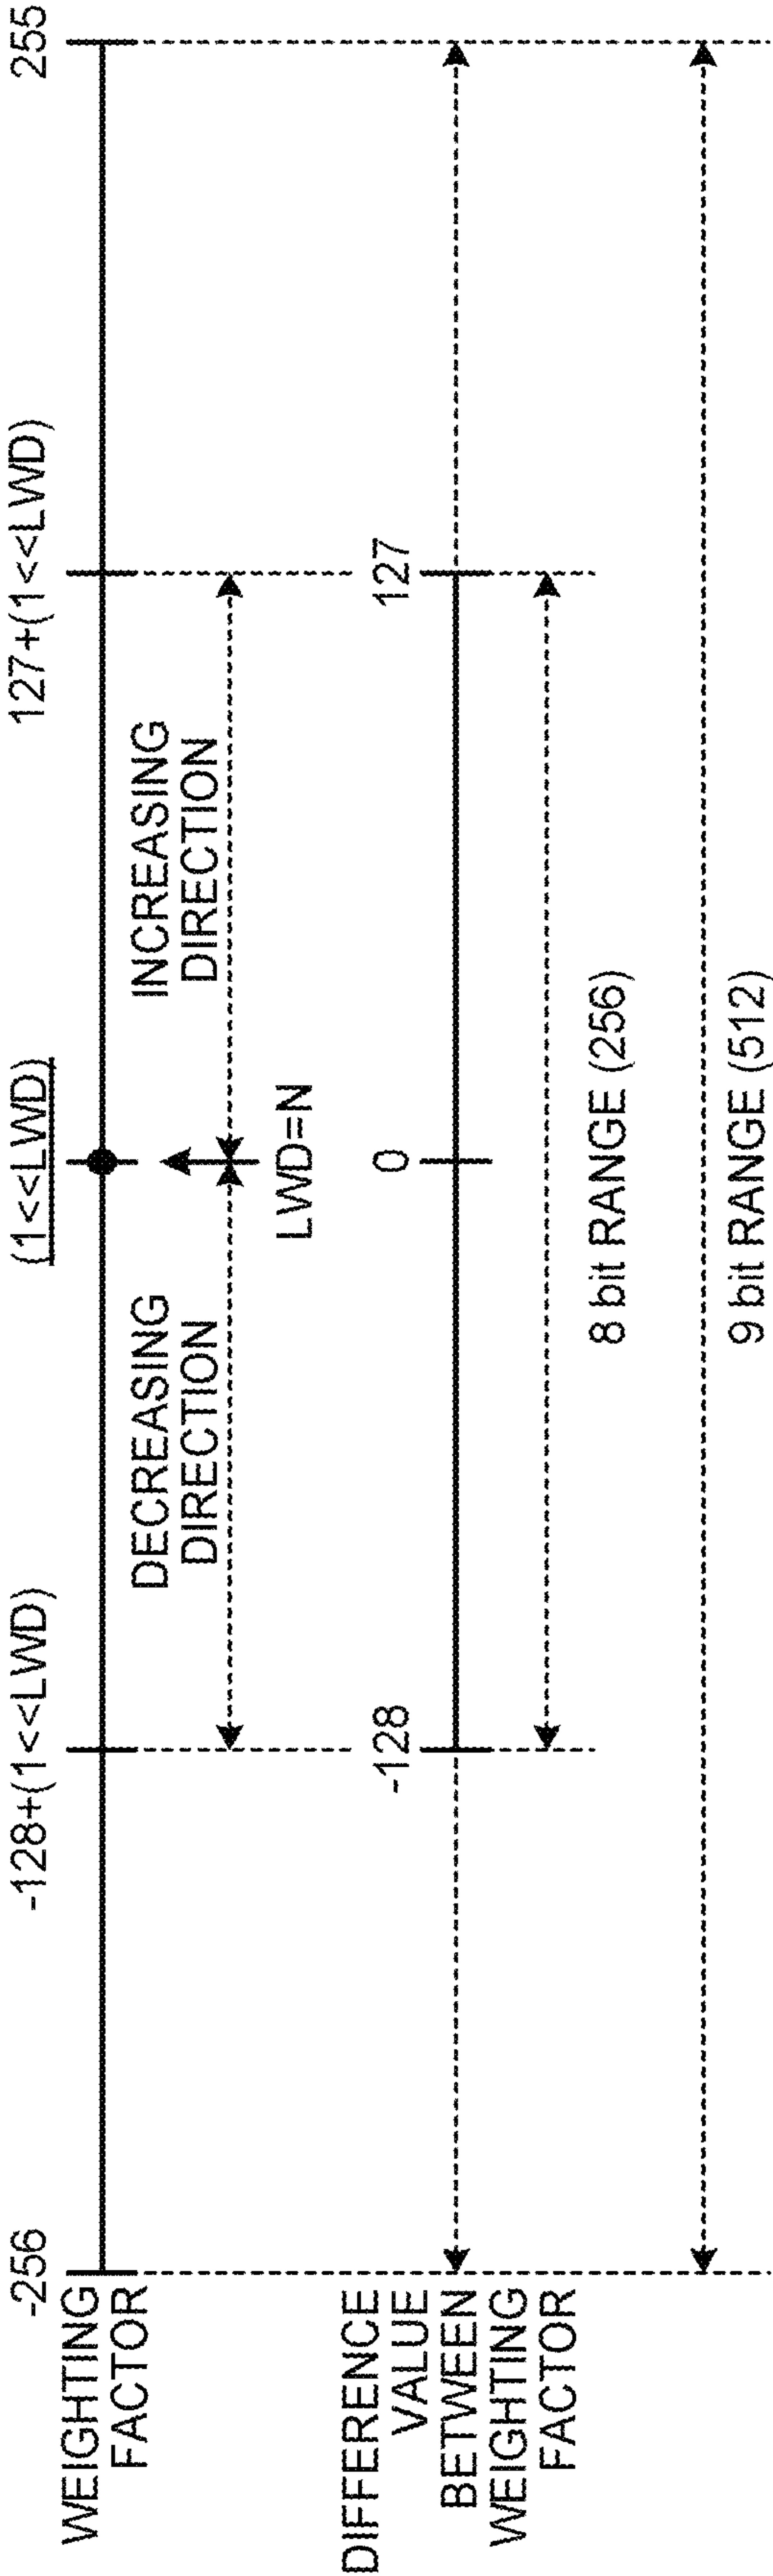 -256
-128+(1<<LWD)
(1<<LWD)
127+(1<<LWD)
255
WEIGHTING
FACTOR
DECREASING
DIRECTION
INCREASING
DIRECTION
LWD=N
DIFFERENCE
VALUE
BETWEEN
WEIGHTING
FACTOR
-128
0
127
8 bit RANGE (256)
9 bit RANGE (512)